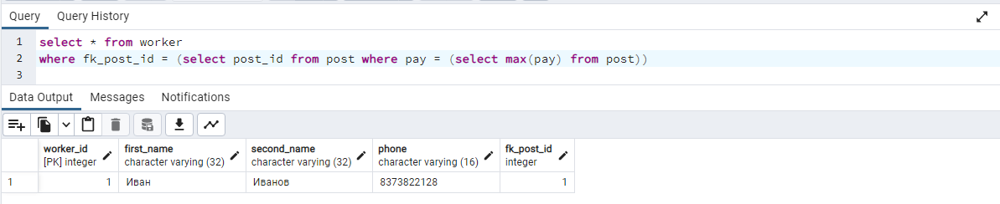 Query Query History
1 select * from worker
2 where fk_post_id = (select post_id from post where pay = (select max(pay) from post))
3
Data Output Messages Notifications
worker_id first_name second_name phone fk_post_id
[PK] integer character varying (32) character varying (32) character varying (16) integer
1 1 Иван Иванов 8373822128 1